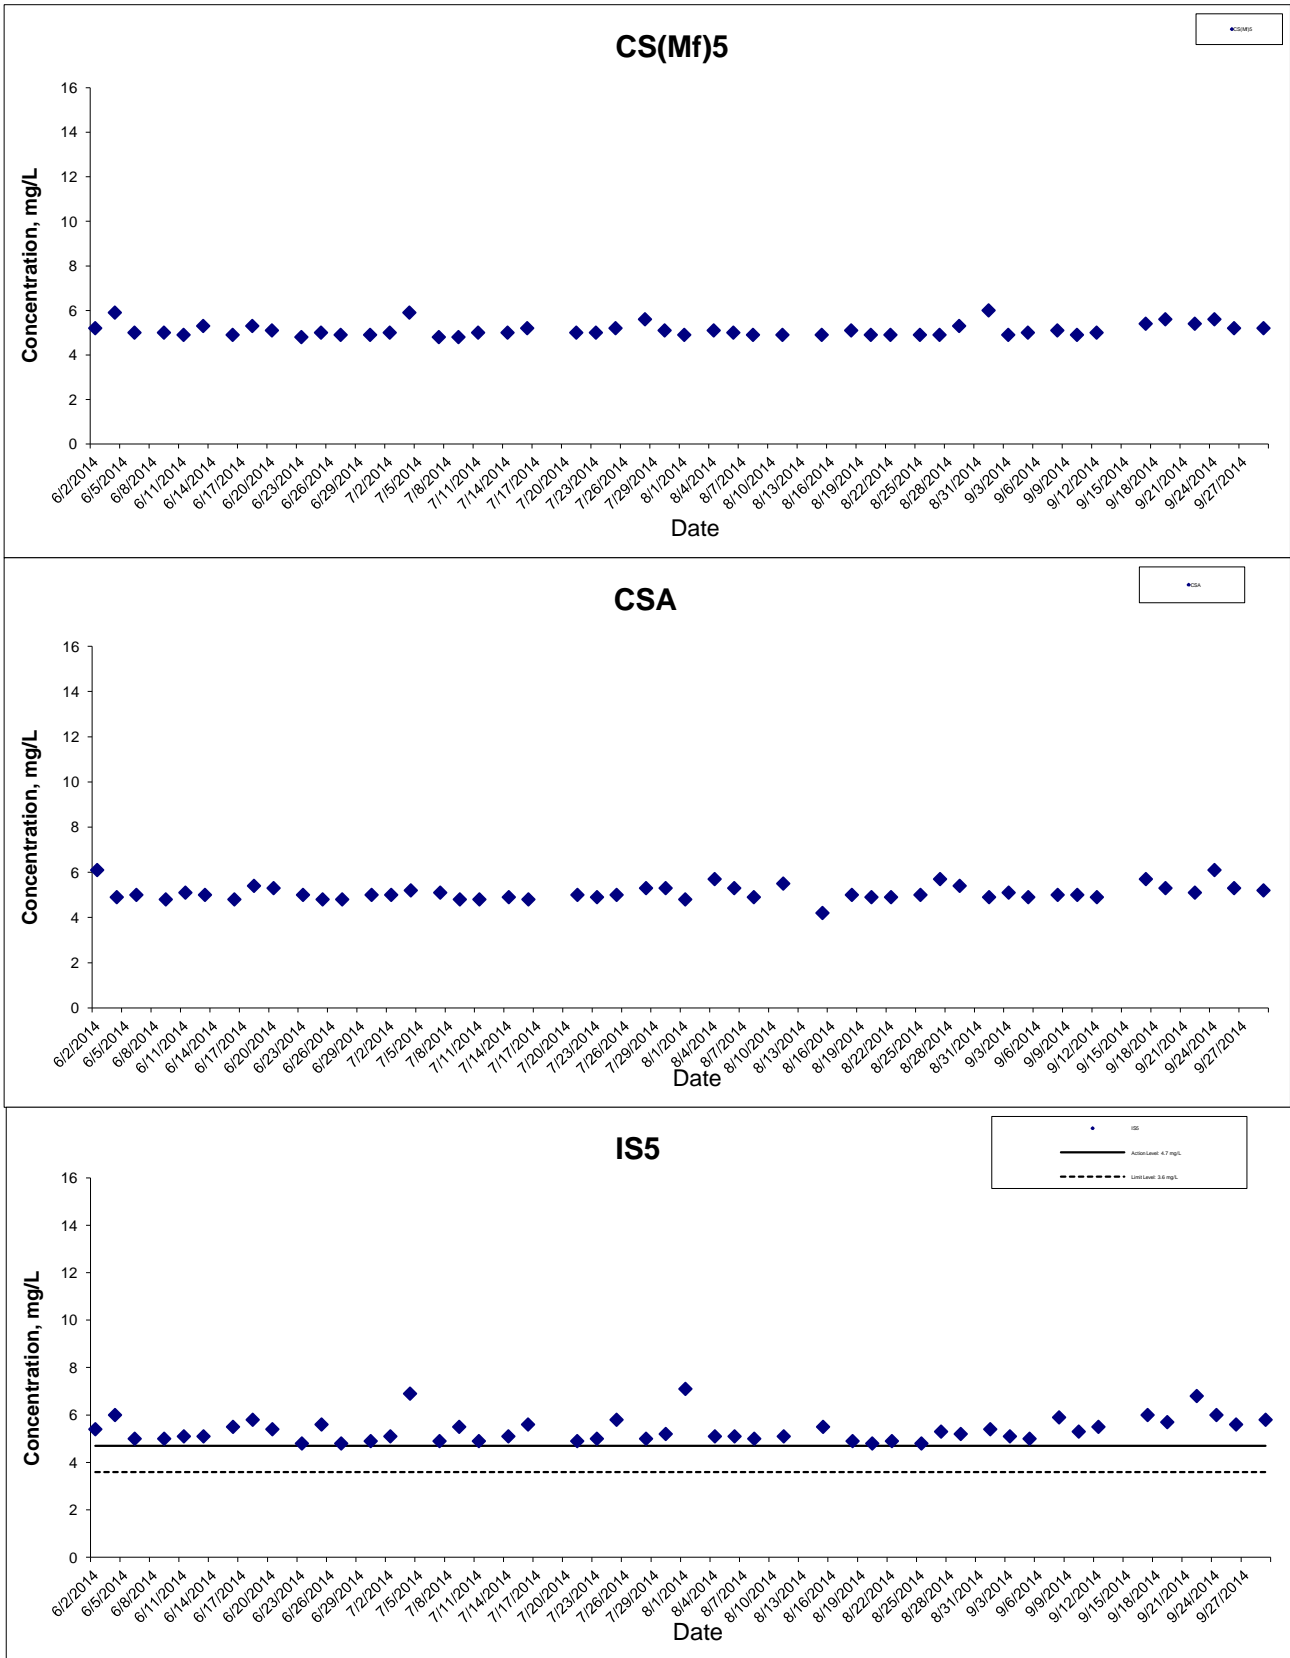 CS(Mf)5
CS(Mf)5
16
14
12
10
8
6
4
2
0
Concentration, mg/L
6/2/2014 6/5/2014 6/8/2014 6/11/2014 6/14/2014 6/17/2014 6/20/2014 6/23/2014 6/26/2014 6/29/2014 7/2/2014 7/5/2014 7/8/2014 7/11/2014 7/14/2014 7/17/2014 7/20/2014 7/23/2014 7/26/2014 7/29/2014 8/1/2014 8/4/2014 8/7/2014 8/10/2014 8/13/2014 8/16/2014 8/19/2014 8/22/2014 8/25/2014 8/28/2014 8/31/2014 9/3/2014 9/6/2014 9/9/2014 9/12/2014 9/15/2014 9/18/2014 9/21/2014 9/24/2014 9/27/2014
Date
CSA
CSA
16
14
12
10
8
6
4
2
0
Concentration, mg/L
6/2/2014 6/5/2014 6/8/2014 6/11/2014 6/14/2014 6/17/2014 6/20/2014 6/23/2014 6/26/2014 6/29/2014 7/2/2014 7/5/2014 7/8/2014 7/11/2014 7/14/2014 7/17/2014 7/20/2014 7/23/2014 7/26/2014 7/29/2014 8/1/2014 8/4/2014 8/7/2014 8/10/2014 8/13/2014 8/16/2014 8/19/2014 8/22/2014 8/25/2014 8/28/2014 8/31/2014 9/3/2014 9/6/2014 9/9/2014 9/12/2014 9/15/2014 9/18/2014 9/21/2014 9/24/2014 9/27/2014
Date
IS5
IS5
Action Level: 4.7 mg/L
Limit Level: 3.6 mg/L
16
14
12
10
8
6
4
2
0
Concentration, mg/L
6/2/2014 6/5/2014 6/8/2014 6/11/2014 6/14/2014 6/17/2014 6/20/2014 6/23/2014 6/26/2014 6/29/2014 7/2/2014 7/5/2014 7/8/2014 7/11/2014 7/14/2014 7/17/2014 7/20/2014 7/23/2014 7/26/2014 7/29/2014 8/1/2014 8/4/2014 8/7/2014 8/10/2014 8/13/2014 8/16/2014 8/19/2014 8/22/2014 8/25/2014 8/28/2014 8/31/2014 9/3/2014 9/6/2014 9/9/2014 9/12/2014 9/15/2014 9/18/2014 9/21/2014 9/24/2014 9/27/2014
Date